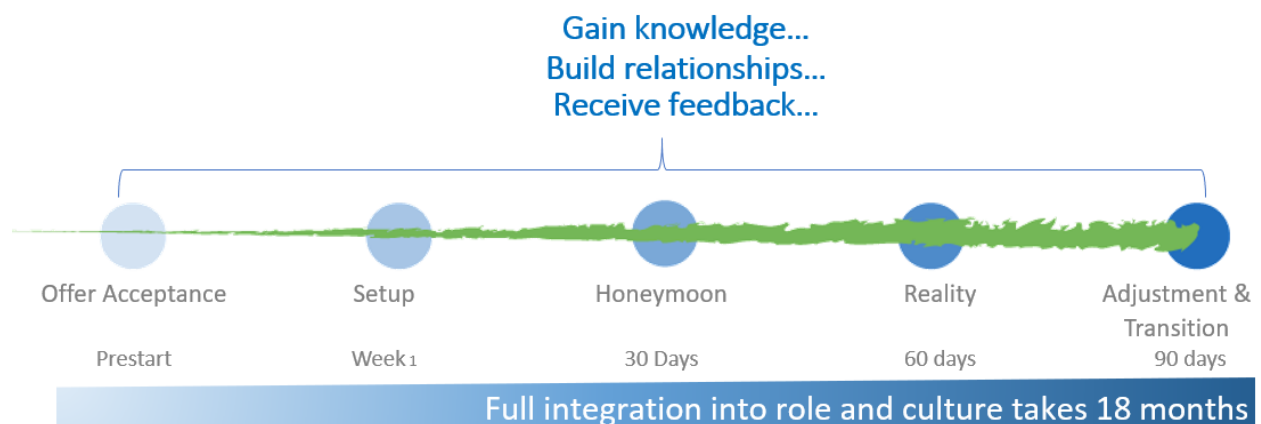 Gain knowledge...
Build relationships...
Receive feedback...
Offer Acceptance
Setup
Honeymoon
Reality
Adjustment &
Transition
Prestart
Week 1
30 Days
60 days
90 days
Full integration into role and culture takes 18 months